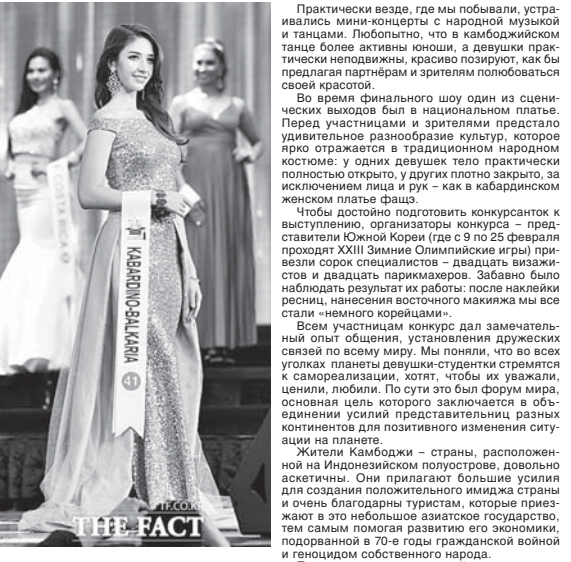 COSTA RICA
KABARDINO-BALKARIA
41
TF.CO.KR
THE FACT
Практически везде, где мы побывали, устра-
ивались мини-концерты с народной музыкой
и танцами. Любопытно, что в камбоджийском
танце более активны юноши, а девушки прак-
тически неподвижны, красиво позируют, как бы
предлагая партнёрам и зрителям полюбоваться
своей красотой.
Во время финального шоу один из сцени-
ческих выходов был в национальном платье.
Перед участницами и зрителями предстало
удивительное разнообразие культур, которое
ярко отражается в традиционном народном
костюме: у одних девушек тело практически
полностью открыто, у других плотно закрыто, за
исключением лица и рук – как в кабардинском
женском платье фащэ.
Чтобы достойно подготовить конкурсанток к
выступлению, организаторы конкурса – пред-
ставители Южной Кореи (где с 9 по 25 февраля
проходят XXIII Зимние Олимпийские игры) при-
везли сорок специалистов – двадцать визажи-
стов и двадцать парикмахеров. Забавно было
наблюдать результат их работы: после наклейки
ресниц, нанесения восточного макияжа мы все
стали «немного корейцами».
Всем участницам конкурс дал замечатель-
ный опыт общения, установления дружеских
связей по всему миру. Мы поняли, что во всех
уголках планеты девушки-студентки стремятся
к самореализации, хотят, чтобы их уважали,
ценили, любили. По сути это был форум мира,
основная цель которого заключается в объ-
единении усилий представительниц разных
континентов для позитивного изменения ситу-
ации на планете.
Жители Камбоджи – страны, расположен-
ной на Индонезийском полуострове, довольно
аскетичны. Они прилагают большие усилия
для создания положительного имиджа страны
и очень благодарны туристам, которые приез-
жают в это небольшое азиатское государство,
тем самым помогая развитию его экономики,
подорванной в 70-е годы гражданской войной
и геноцидом собственного народа.